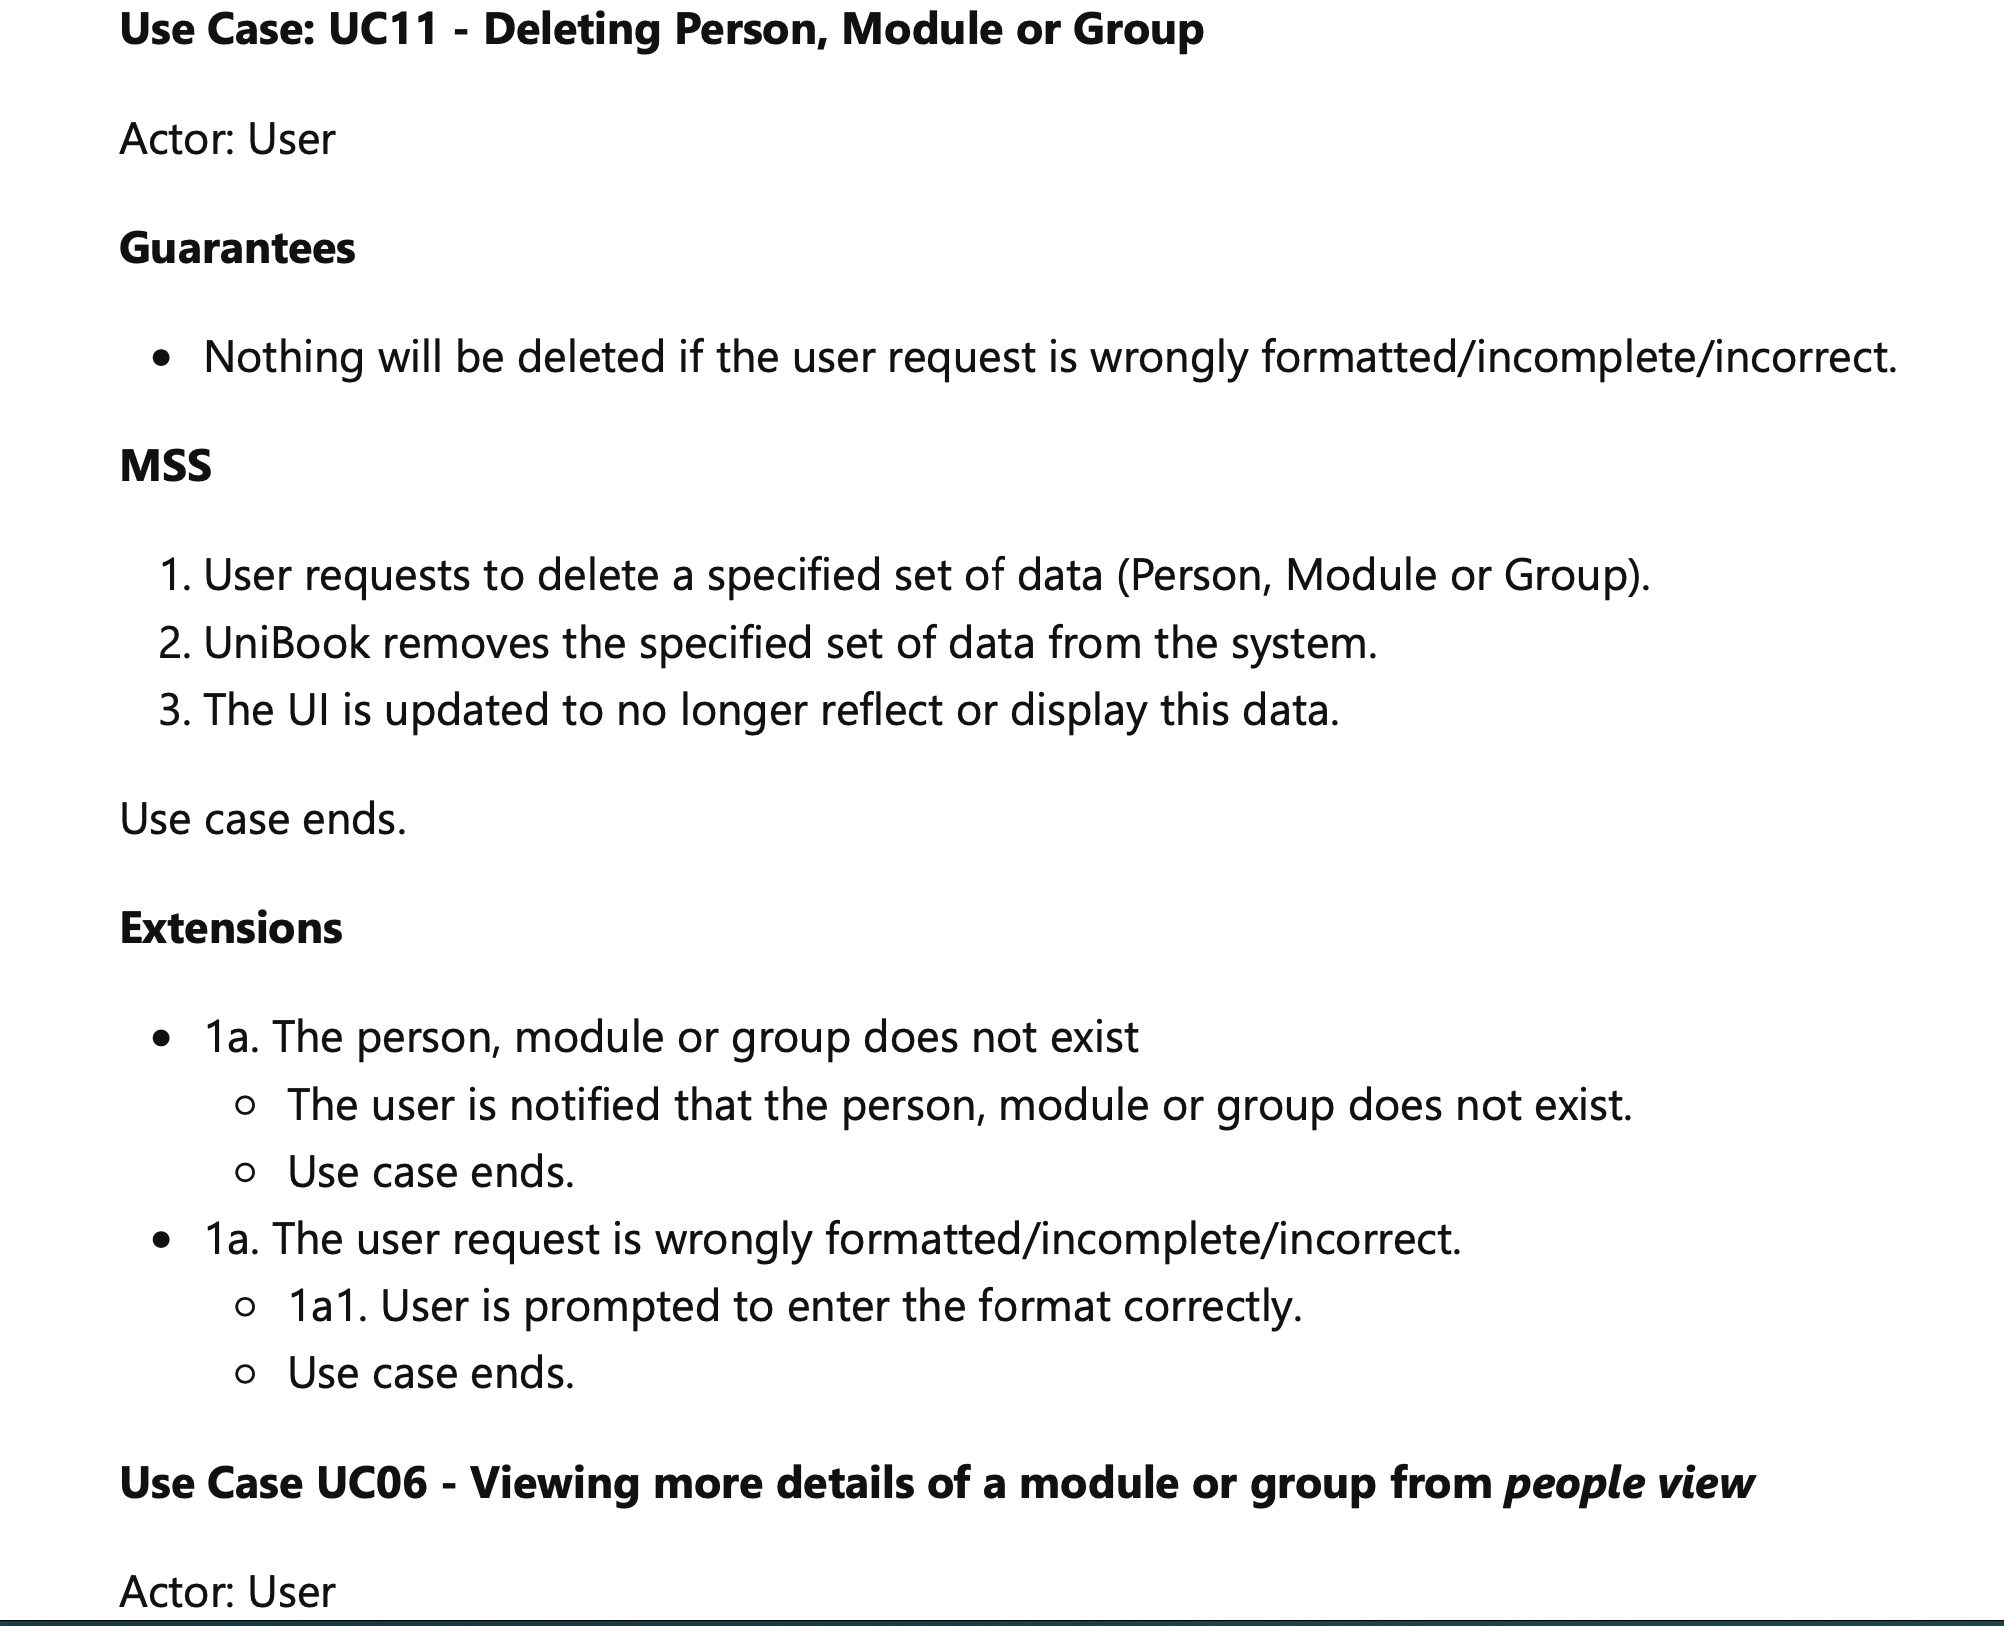 Use Case: UC11 - Deleting Person, Module or Group
Actor: User
Guarantees
• Nothing will be deleted if the user request is wrongly formatted/incomplete/incorrect.
MSS
1. User requests to delete a specified set of data (Person, Module or Group).
2. UniBook removes the specified set of data from the system.
3. The UI is updated to no longer reflect or display this data.
Use case ends.
Extensions
• 1a. The person, module or group does not exist
○ The user is notified that the person, module or group does not exist.
○ Use case ends.
• 1a. The user request is wrongly formatted/incomplete/incorrect.
○ 1a1. User is prompted to enter the format correctly.
○ Use case ends.
Use Case UC06 - Viewing more details of a module or group from people view
Actor: User